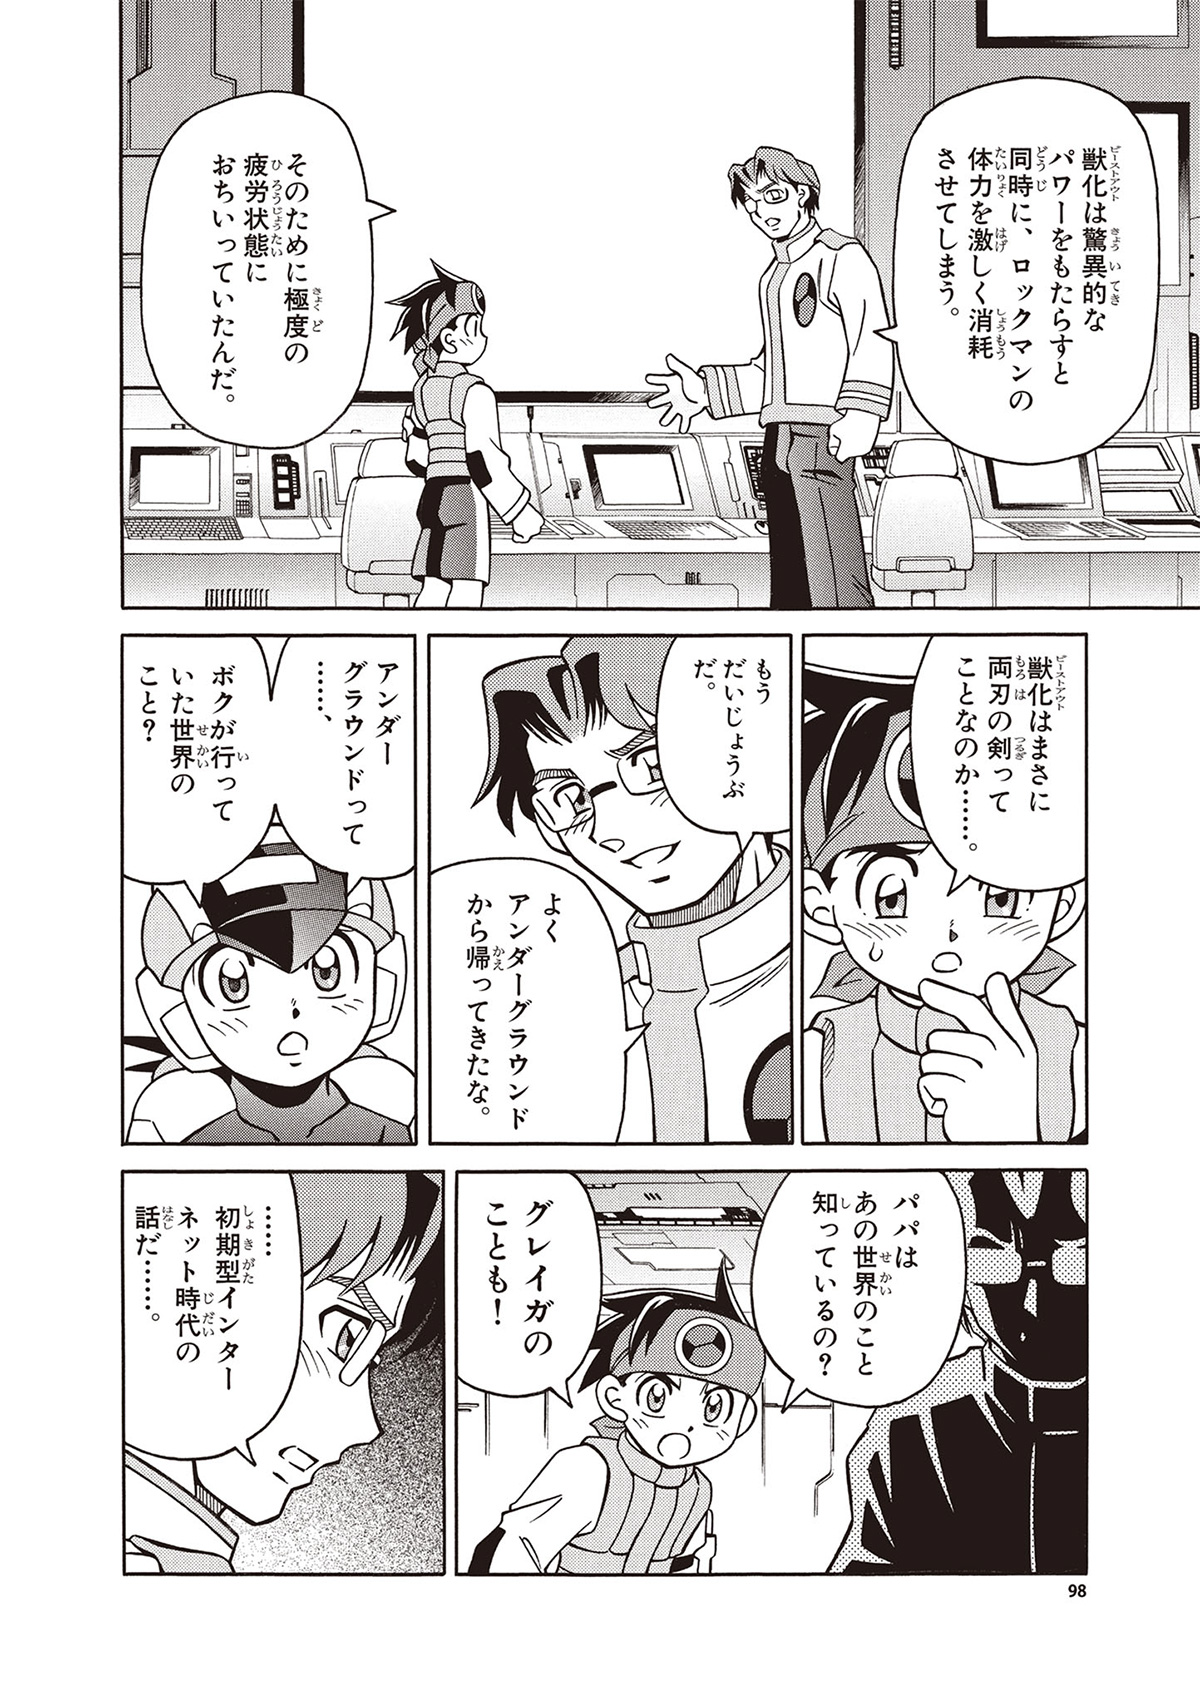 獣化は驚異的な
パワーをもたらすと
同時に、ロックマンの
体力を激しく消耗
させてしまう。
そのために極度の
疲労状態に
おちいっていたんだ。
獣化はまさに
両刃の剣って
ことなのか……。
もう
だいじょうぶ
だ。
よく
アンダーグラウンド
から帰ってきたな。
アンダー
グラウンドって
……、
ボクが行って
いた世界の
こと?
パパは
あの世界のこと
知っているの?
グレイガの
ことも!
……
初期型インター
ネット時代の
話だ……。
98